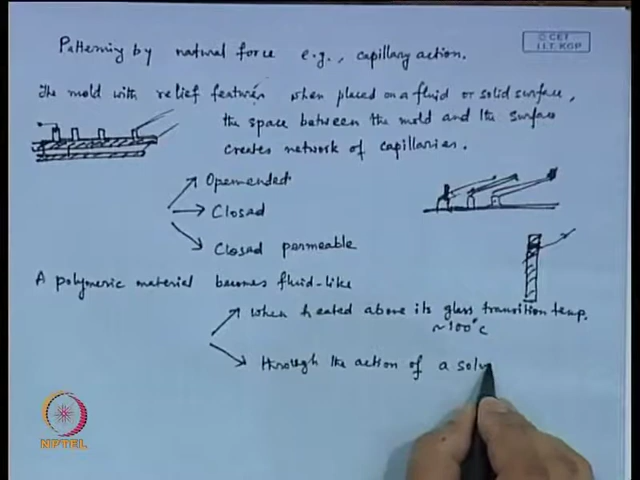 © CET
I.I.T. KGP
Patterning by natural force e.g., capillary action.
The mold with relief features when placed on a fluid or solid surface,
the space between the mold and the surface
creates network of capillaries.
Openended
Closed
Closed permeable
A polymeric material becomes fluid-like
When heated above its glass transition temp.
~100°C
through the action of a solv
NPTEL